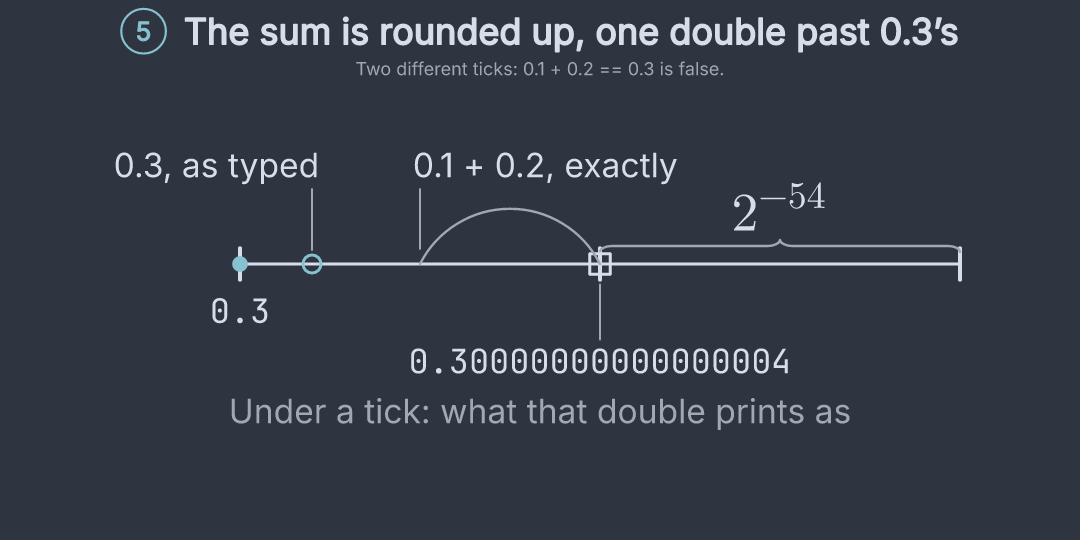 5 The sum is rounded up, one double past 0.3’s
Two different ticks: 0.1 + 0.2 == 0.3 is false.
0.3, as typed
0.1 + 0.2, exactly
2^{-54}
0.3
0.30000000000000004
Under a tick: what that double prints as